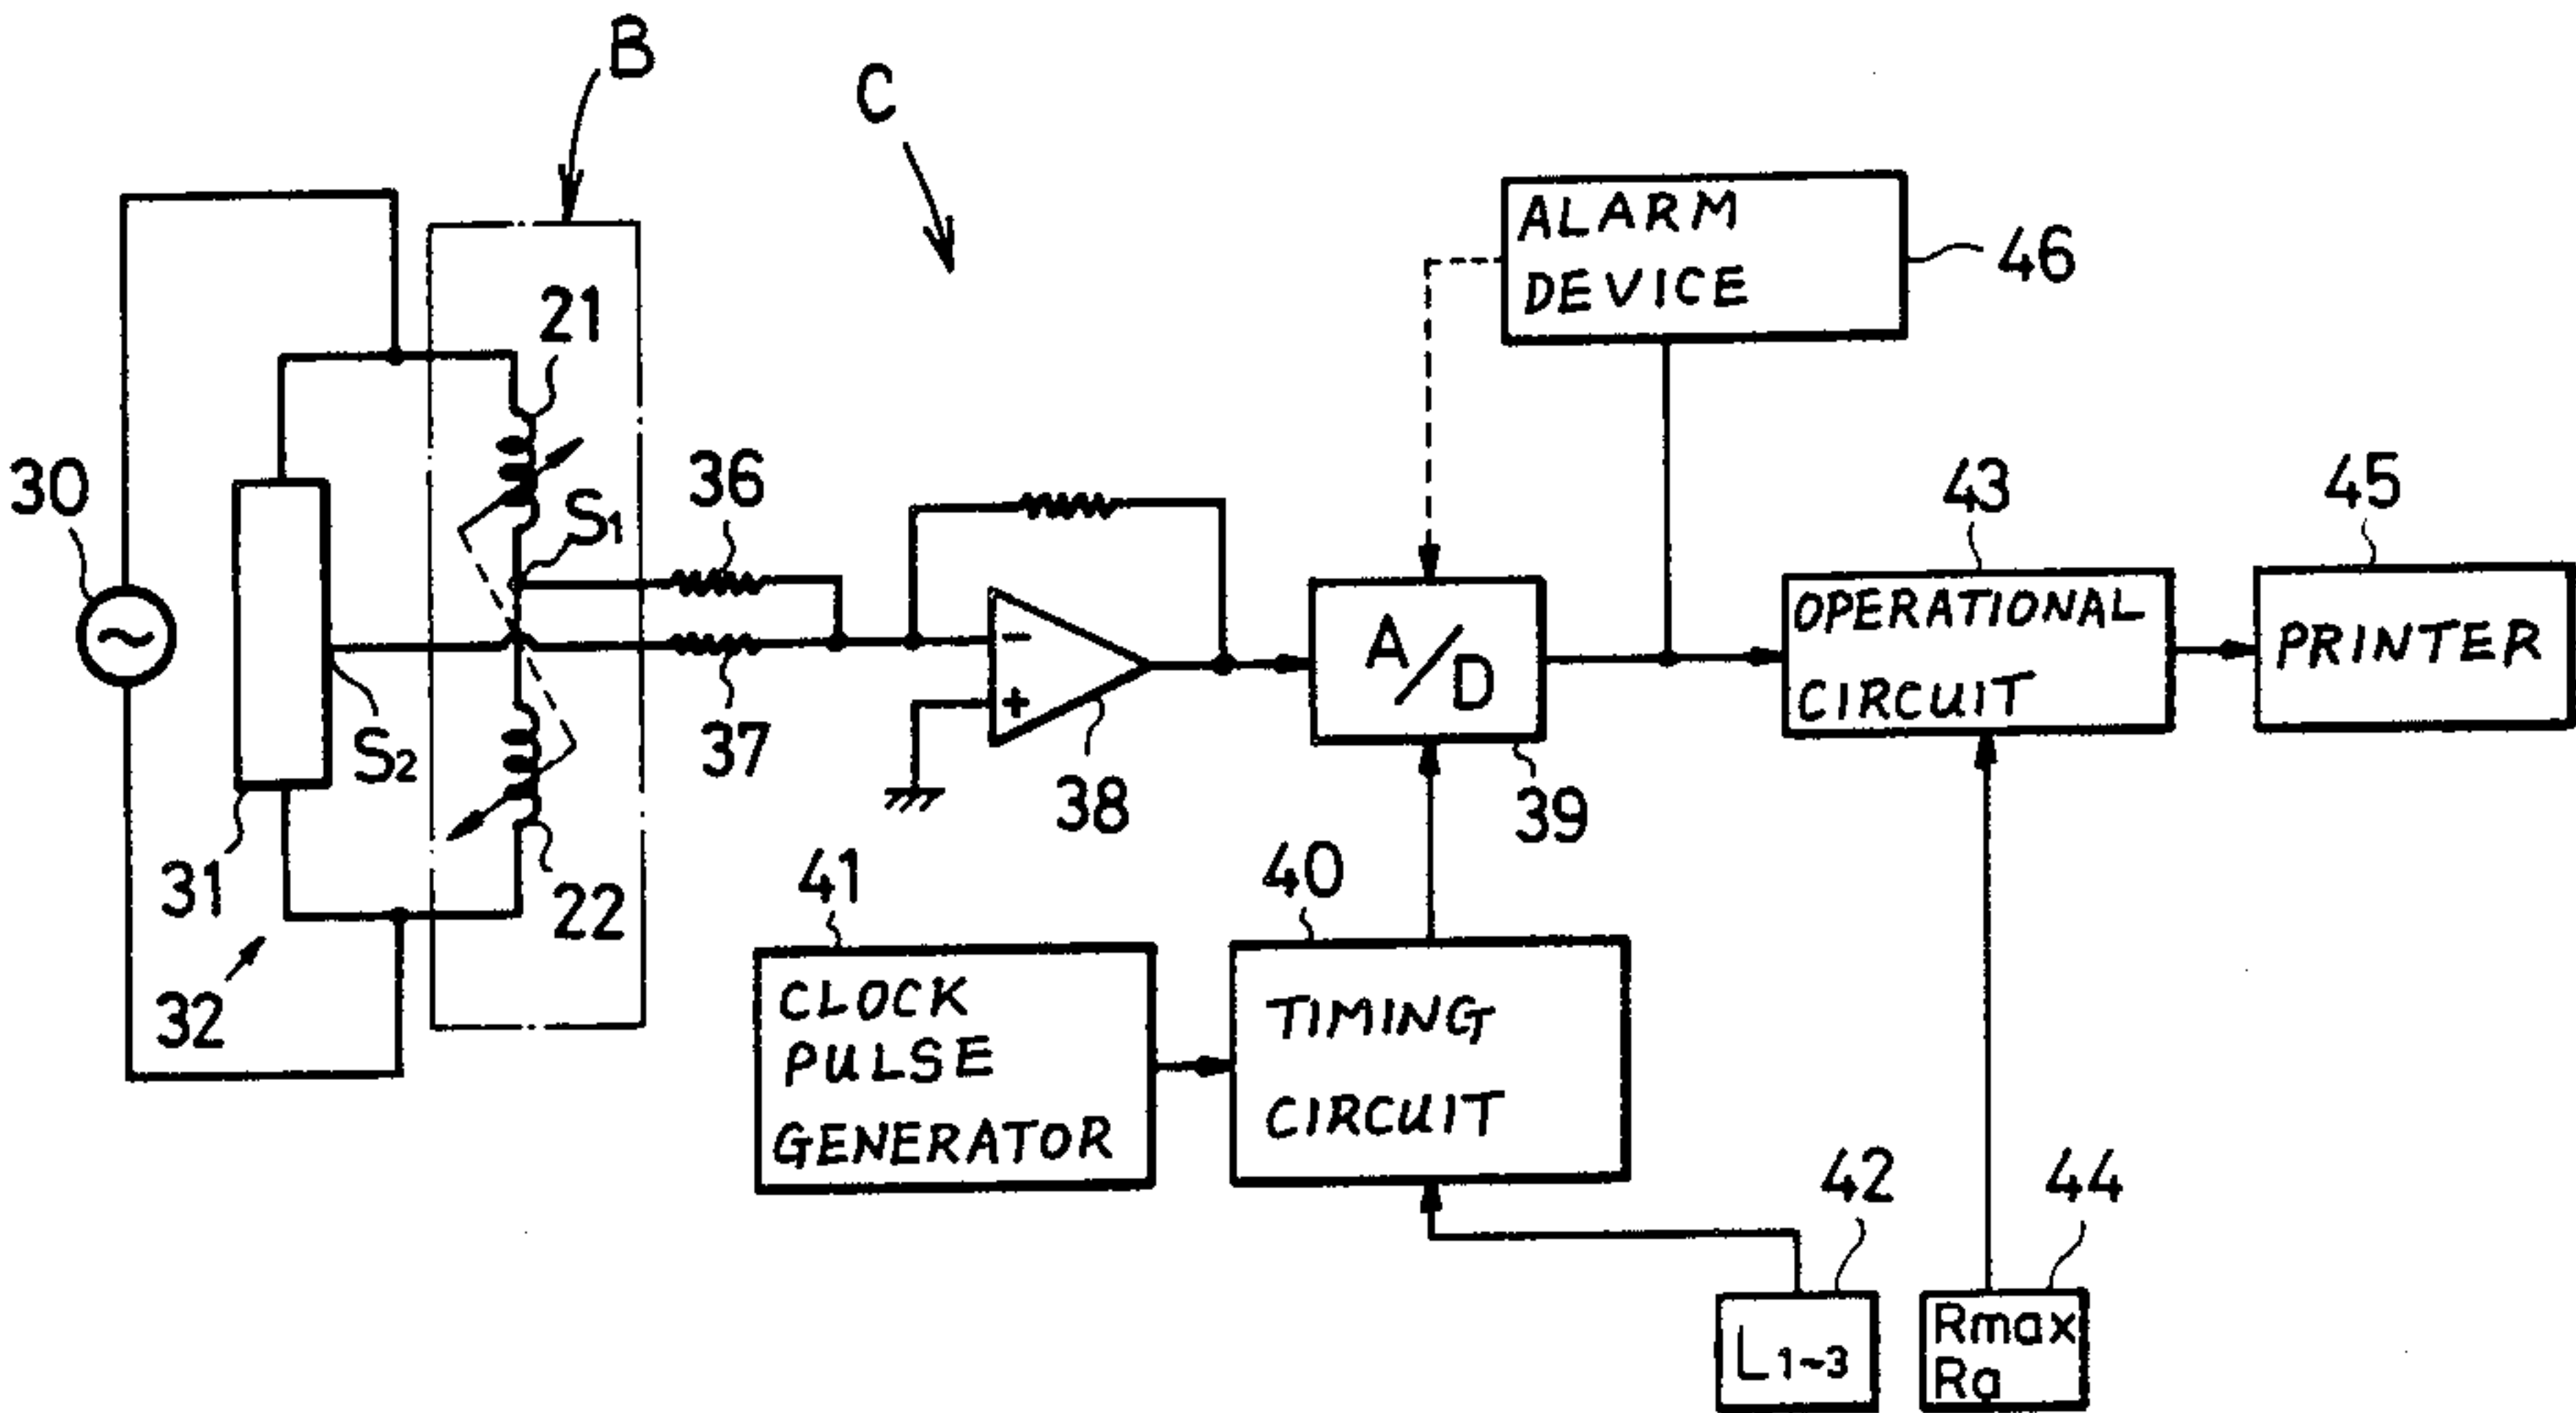 B
C
ALARM
DEVICE
46
21
30
S1
36
43
45
A/D
OPERATIONAL
CIRCUIT
PRINTER
-
+
S2
37
38
39
31
22
32
41
40
CLOCK
PULSE
GENERATOR
TIMING
CIRCUIT
42
44
L1~3
Rmax
Ra